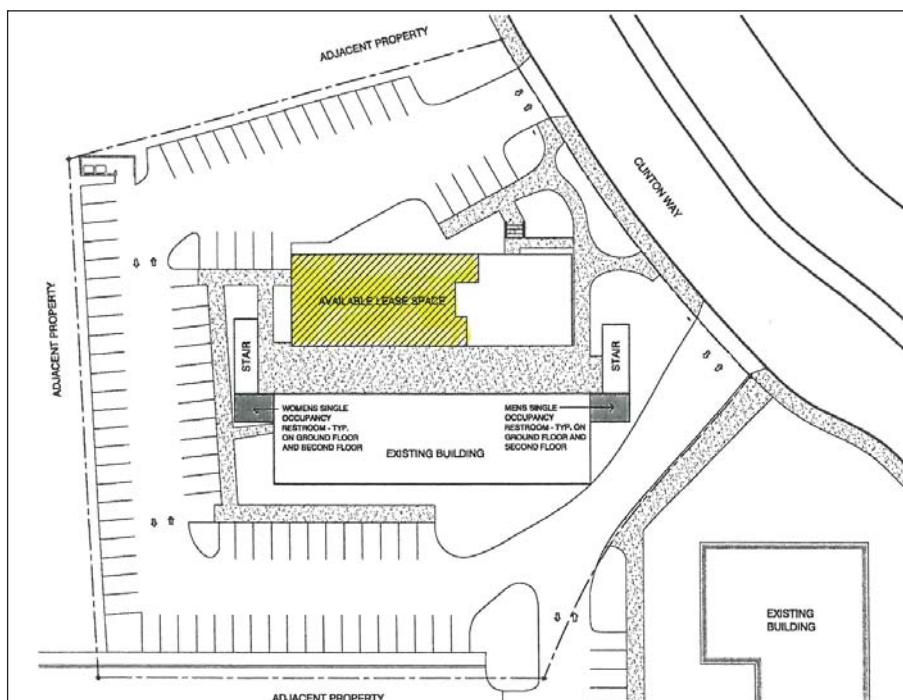 ADJACENT PROPERTY
CLINTON WAY
AVAILABLE LEASE SPACE
ADJACENT PROPERTY
STAIR
STAIR
WOMENS SINGLE
OCCUPANCY
RESTROOM - TYP.
ON GROUND FLOOR
AND SECOND FLOOR
MENS SINGLE
OCCUPANCY
RESTROOM - TYP. ON
GROUND FLOOR AND
SECOND FLOOR
EXISTING BUILDING
EXISTING
BUILDING
ADJACENT PROPERTY